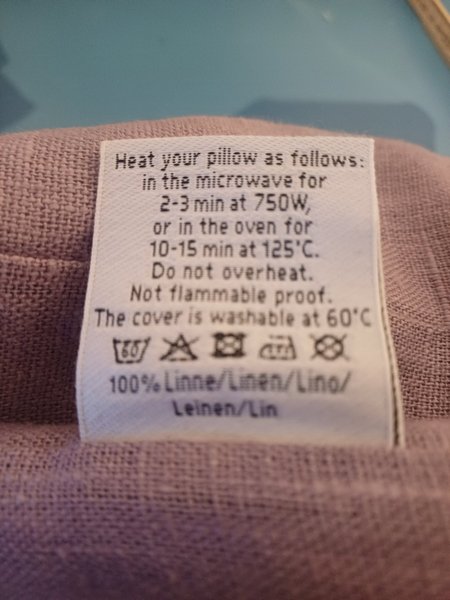 Heat your pillow as follows:
in the microwave for
2-3 min at 750W,
or in the oven for
10-15 min at 125°C.
Do not overheat.
Not flammable proof.
The cover is washable at 60°C
60
100% Linne/Linen/Lino/
Leinen/Lin